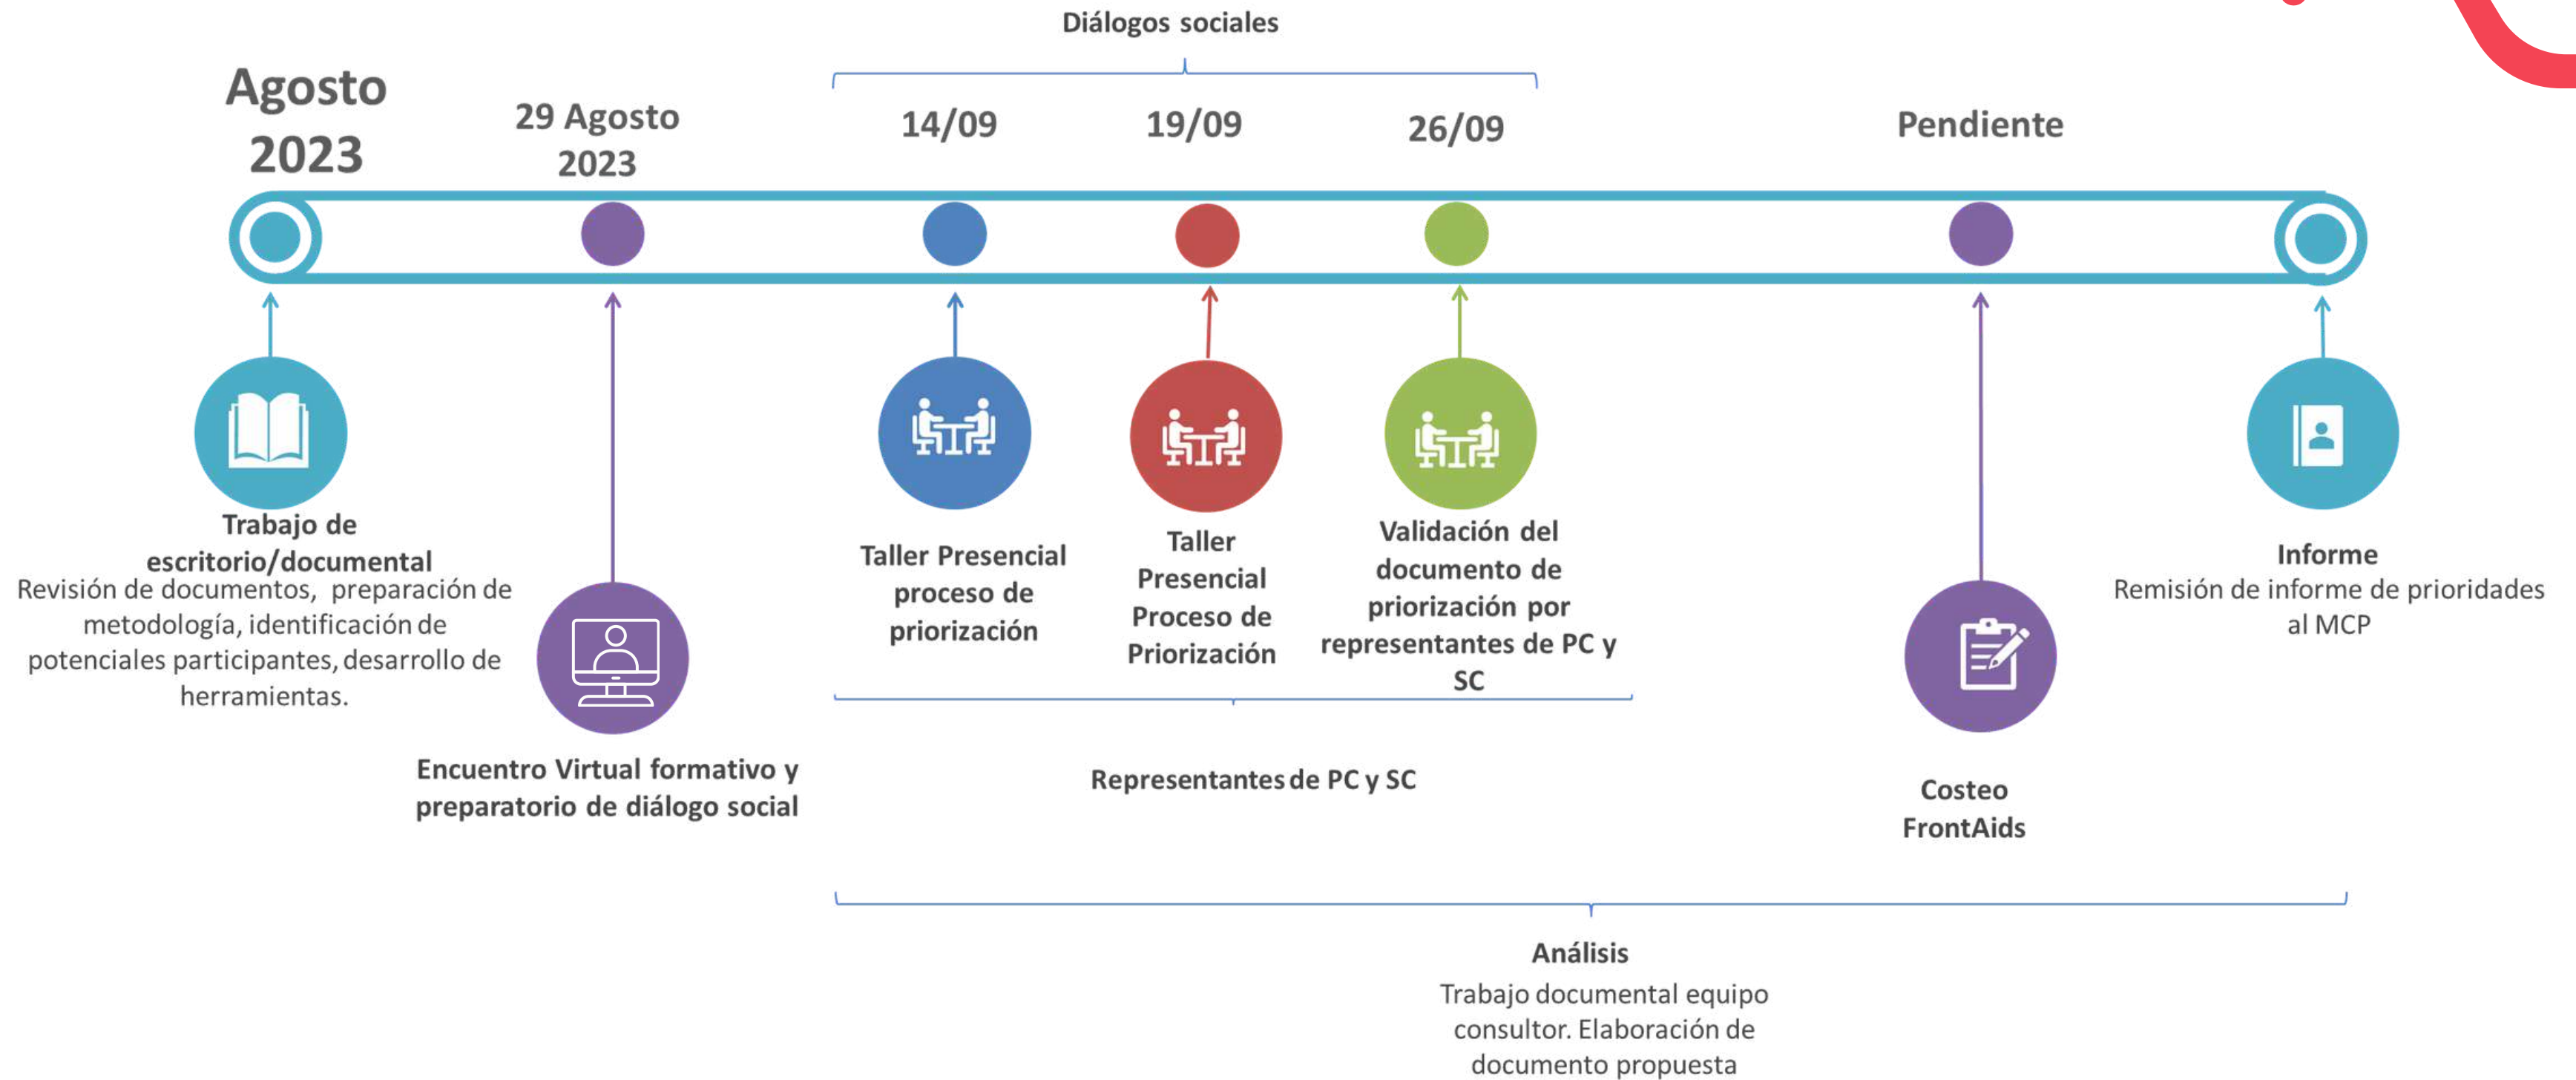 Diálogos sociales
Agosto
2023
29 Agosto
2023
14/09
19/09
26/09
Pendiente
Trabajo de
escritorio/documental
Revisión de documentos, preparación de
metodología, identificación de
potenciales participantes, desarrollo de
herramientas.
Encuentro Virtual formativo y
preparatorio de diálogo social
Taller Presencial
proceso de
priorización
Taller
Presencial
Proceso de
Priorización
Validación del
documento de
priorización por
representantes de PC y
SC
Representantes de PC y SC
Costeo
FrontAids
Informe
Remisión de informe de prioridades
al MCP
Análisis
Trabajo documental equipo
consultor. Elaboración de
documento propuesta